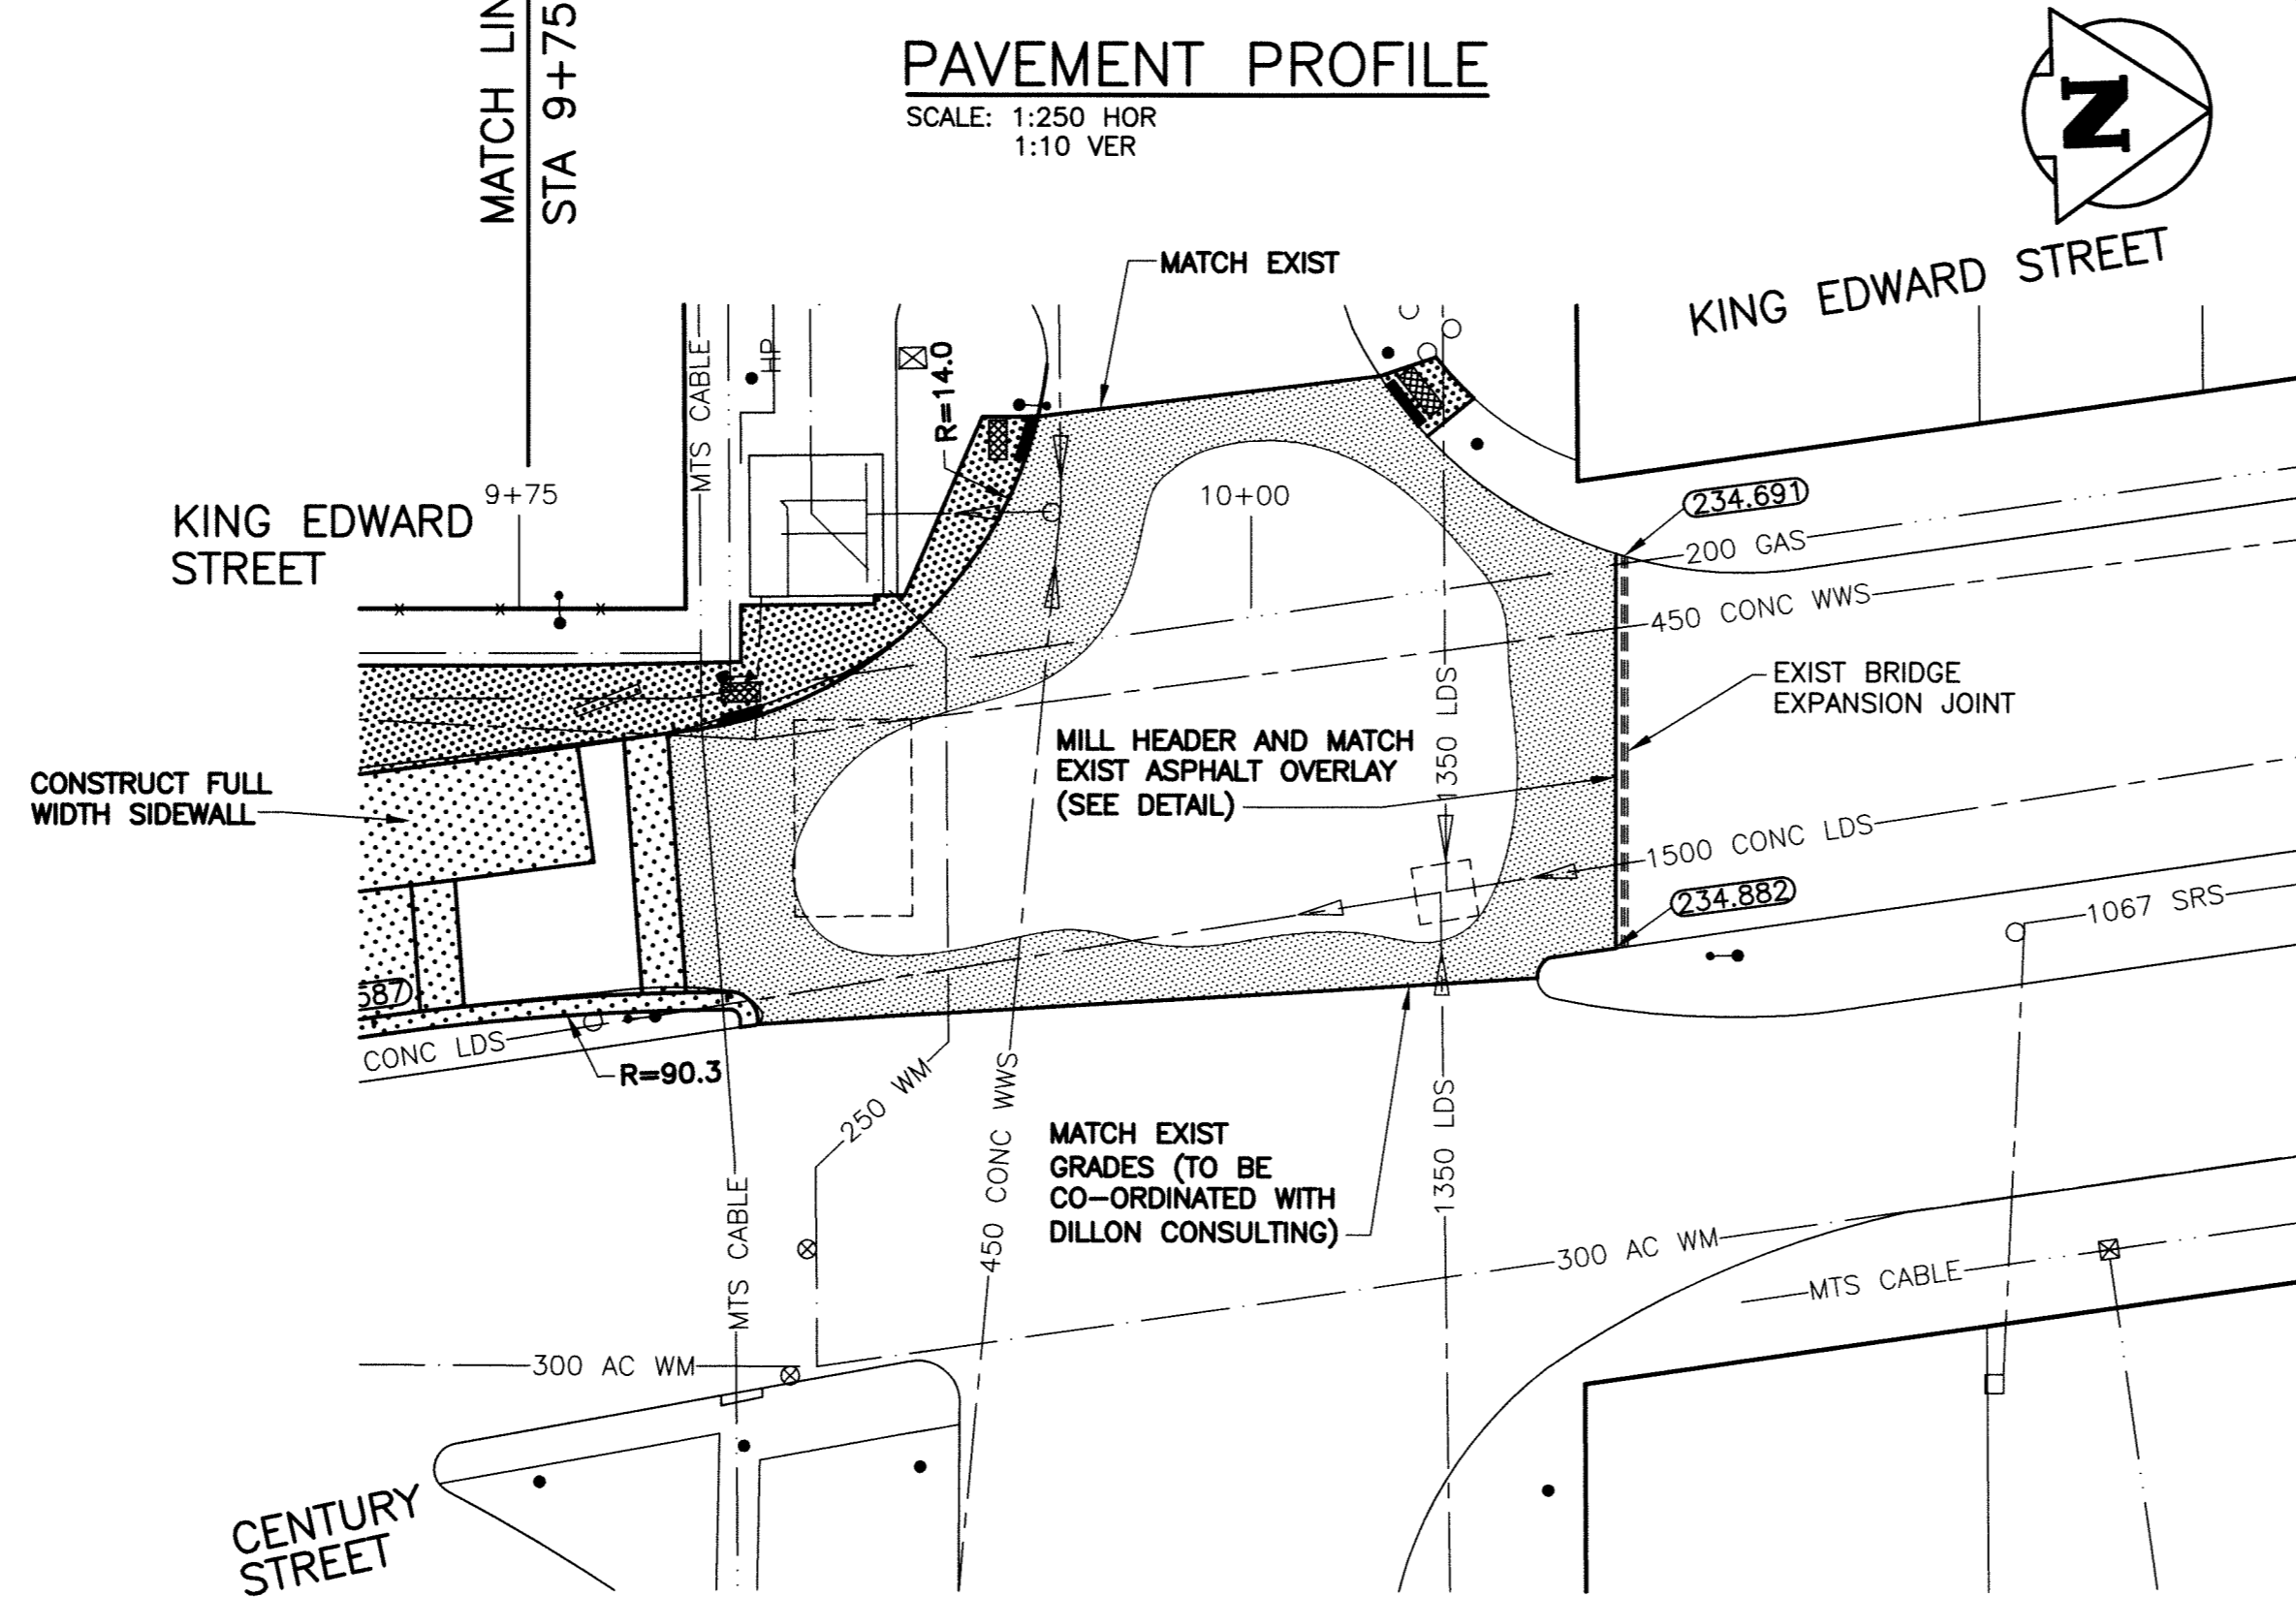 MATCH LIN
STA 9+75
PAVEMENT PROFILE
SCALE: 1:250 HOR
1:10 VER
N
KING EDWARD STREET
MATCH EXIST
MTS CABLE
HP
R=14.0
9+75
10+00
KING EDWARD
STREET
234.691
200 GAS
450 CONC WWS
EXIST BRIDGE
EXPANSION JOINT
1350 LDS
MILL HEADER AND MATCH
EXIST ASPHALT OVERLAY
(SEE DETAIL)
CONSTRUCT FULL
WIDTH SIDEWALL
1500 CONC LDS
234.882
1067 SRS
587
CONC LDS
R=90.3
250 WM
450 CONC WWS
MATCH EXIST
GRADES (TO BE
CO-ORDINATED WITH
DILLON CONSULTING)
1350 LDS
MTS CABLE
300 AC WM
MTS CABLE
300 AC WM
CENTURY
STREET